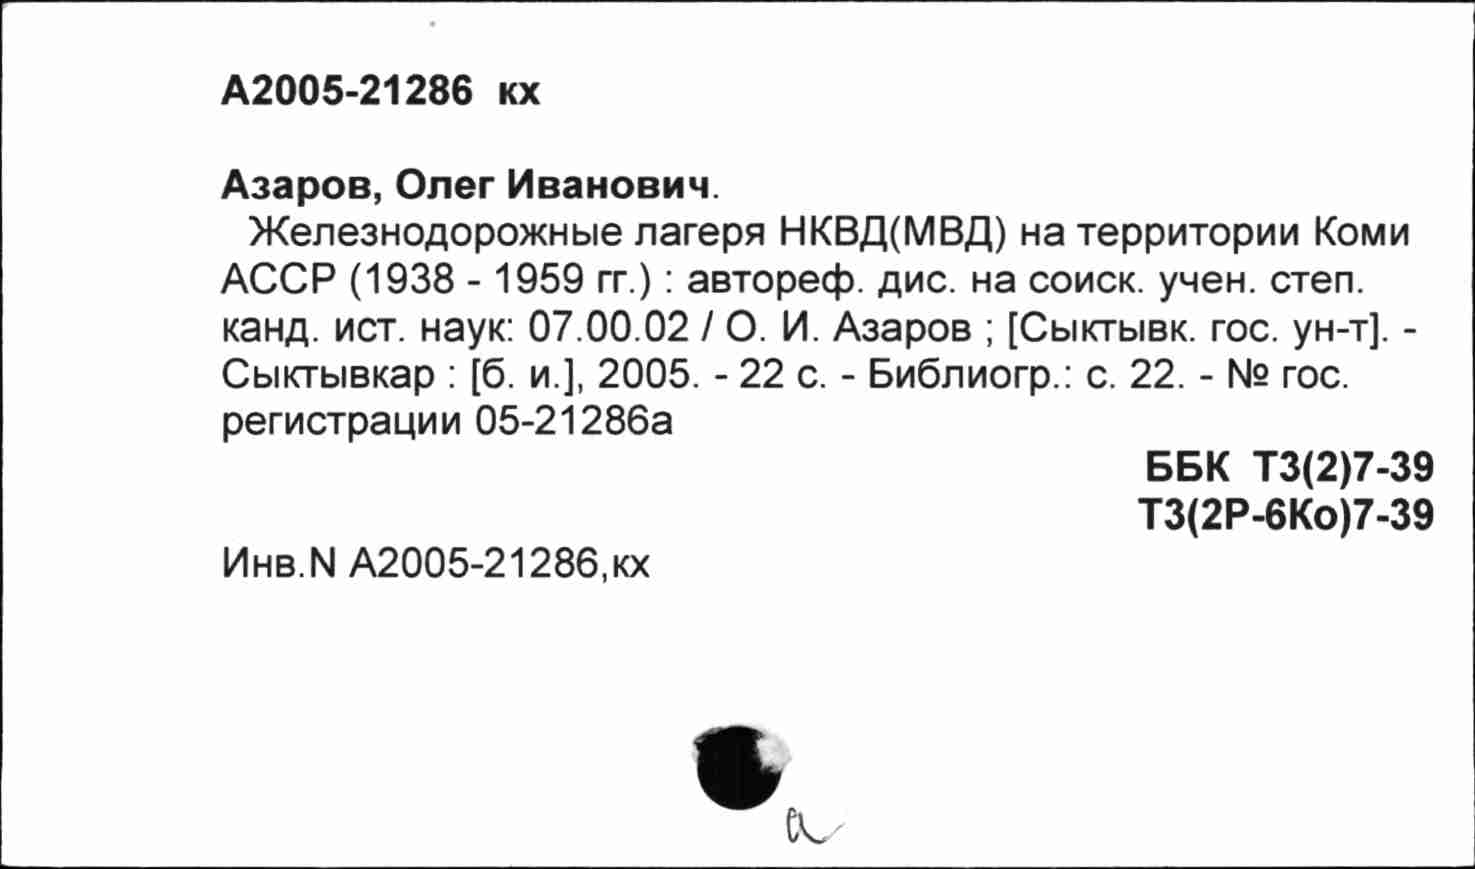 А2005-21286 кх
Азаров, Олег Иванович.
Железнодорожные лагеря НКВД(МВД) на территории Коми
АССР (1938 - 1959 гг.) : автореф. дис. на соиск. учен. степ.
канд. ист. наук: 07.00.02 / О. И. Азаров ; [Сыктывк. гос. ун-т]. -
Сыктывкар : [б. и.], 2005. - 22 с. - Библиогр.: с. 22. - № гос.
регистрации 05-21286а
ББК Т3(2)7-39
Т3(2Р-6Ко)7-39
Инв.N А2005-21286,кх
а